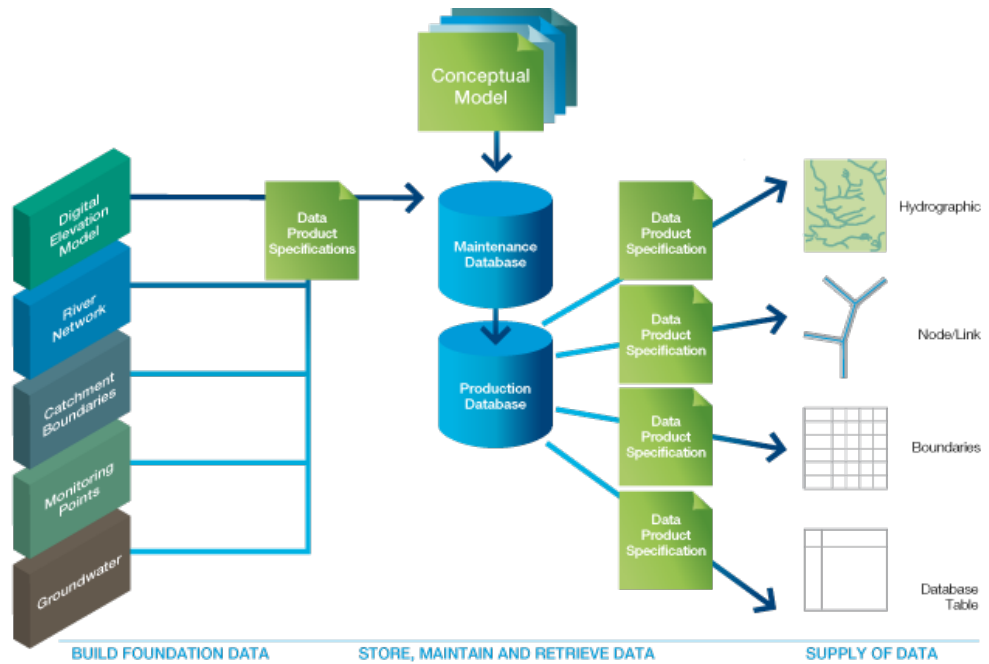 Conceptual
Model
Digital
Elevation
Model
River
Network
Catchment
Boundaries
Monitoring
Points
Groundwater
Data
Product
Specifications
Maintenance
Database
Production
Database
Data
Product
Specification
Data
Product
Specification
Data
Product
Specification
Data
Product
Specification
Hydrographic
Node/Link
Boundaries
Database
Table
BUILD FOUNDATION DATA
STORE, MAINTAIN AND RETRIEVE DATA
SUPPLY OF DATA